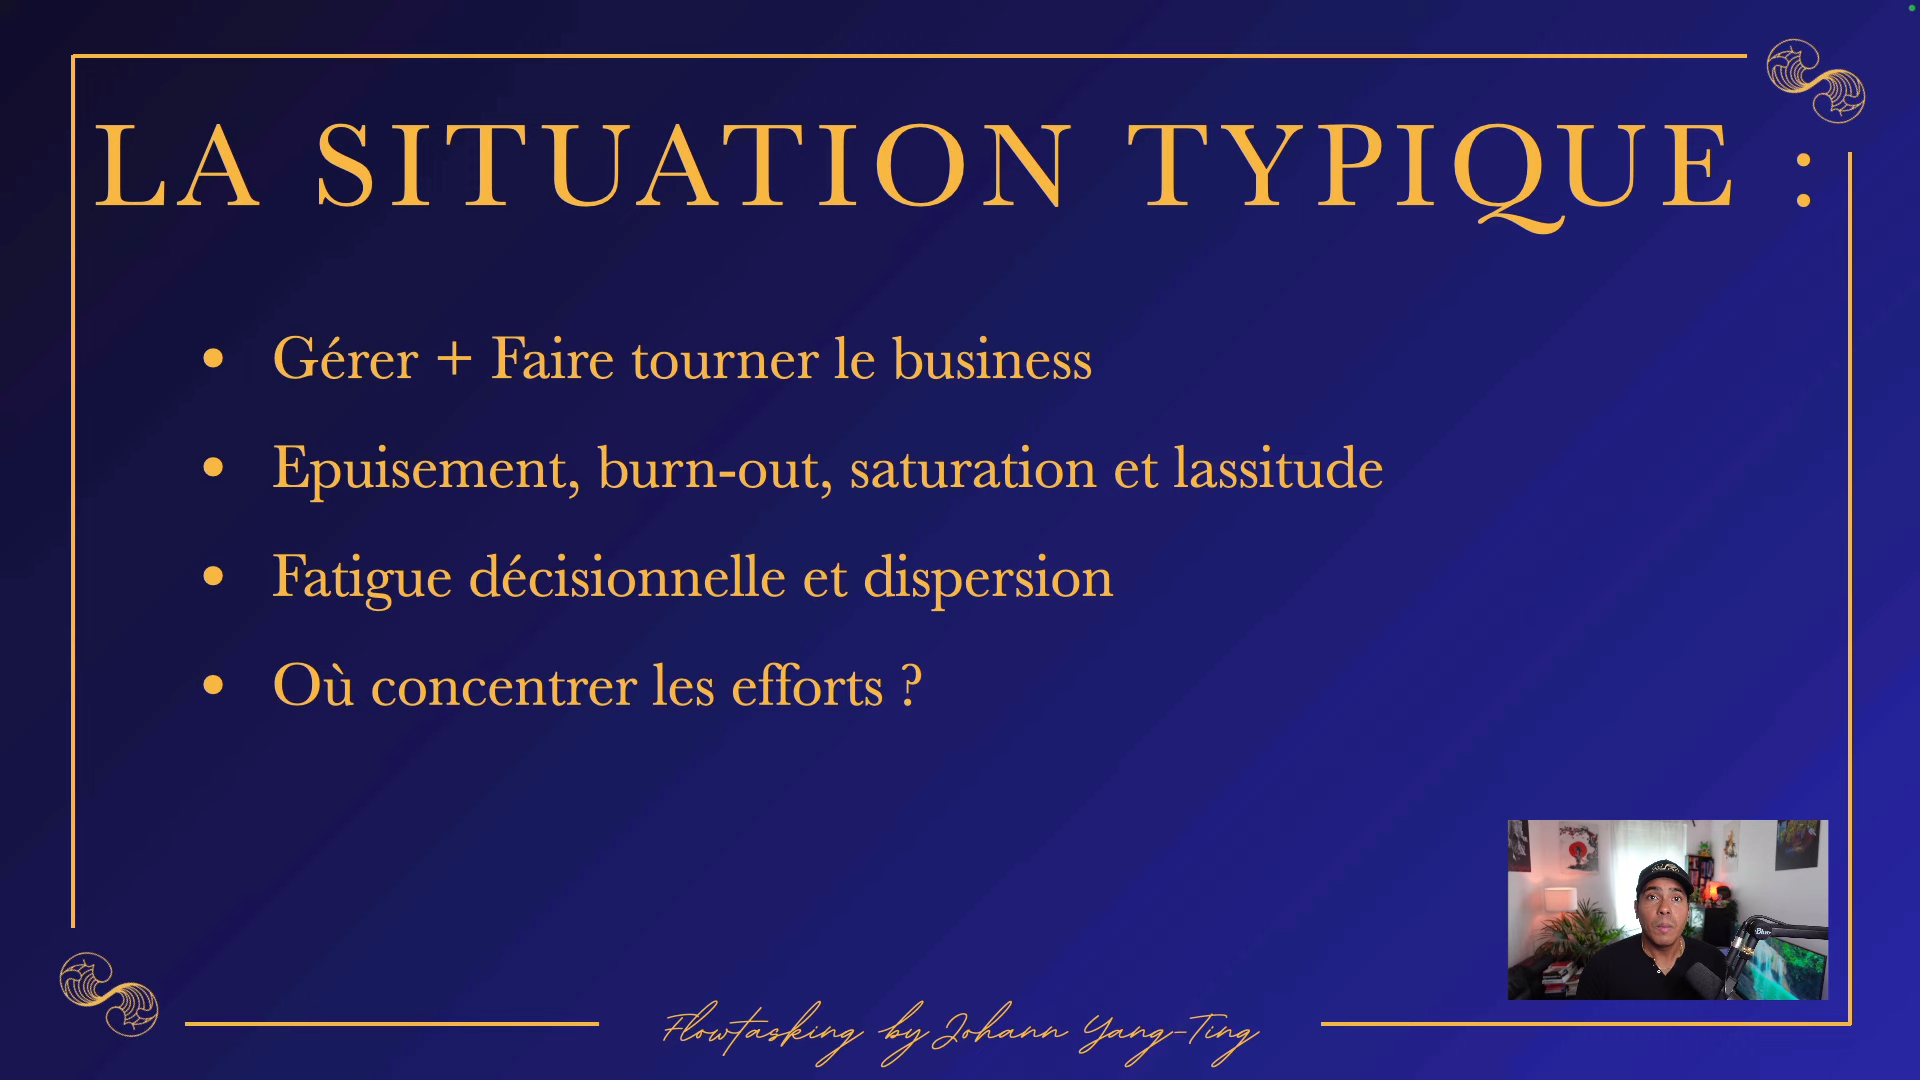 LA SITUATION TYPIQUE :
• Gérer + Faire tourner le business
• Epuisement, burn-out, saturation et lassitude
• Fatigue décisionnelle et dispersion
• Où concentrer les efforts ?
Blue
Flowtasking by Johann Yang-Ting